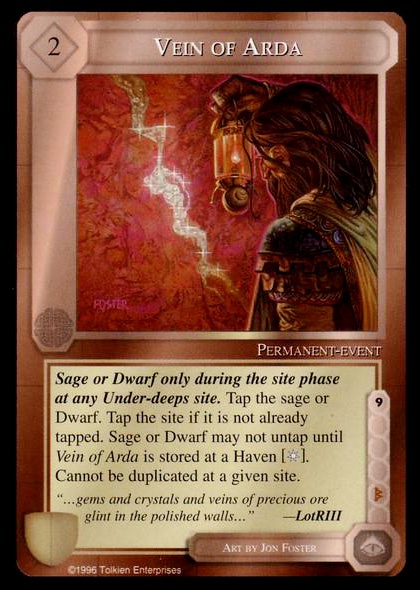 2
VEIN OF ARDA
FOSTER
PERMANENT-EVENT
Sage or Dwarf only during the site phase
at any Under-deeps site. Tap the sage or
Dwarf. Tap the site if it is not already
tapped. Sage or Dwarf may not untap until
Vein of Arda is stored at a Haven [☼].
Cannot be duplicated at a given site.
“…gems and crystals and veins of precious ore
glint in the polished walls…” —LotRIII
9
ART BY JON FOSTER
©1996 Tolkien Enterprises